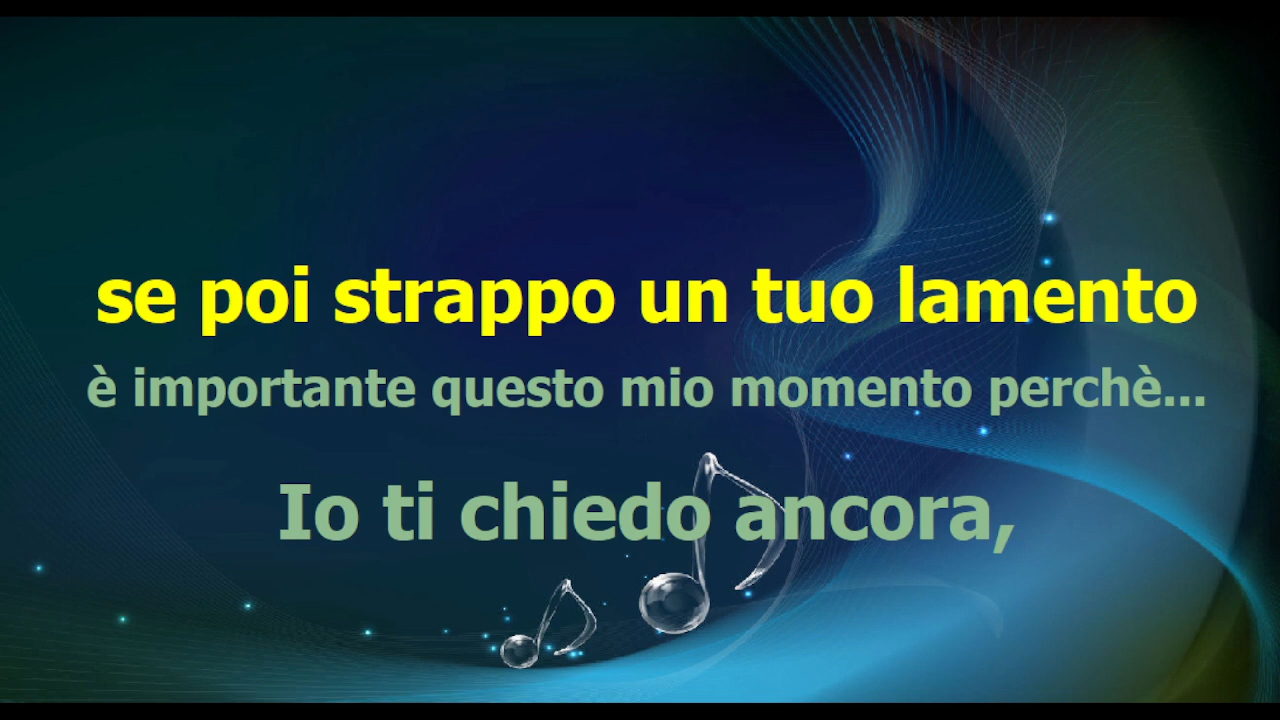 se poi strappo un tuo lamento
è importante questo mio momento perchè...
Io ti chiedo ancora,